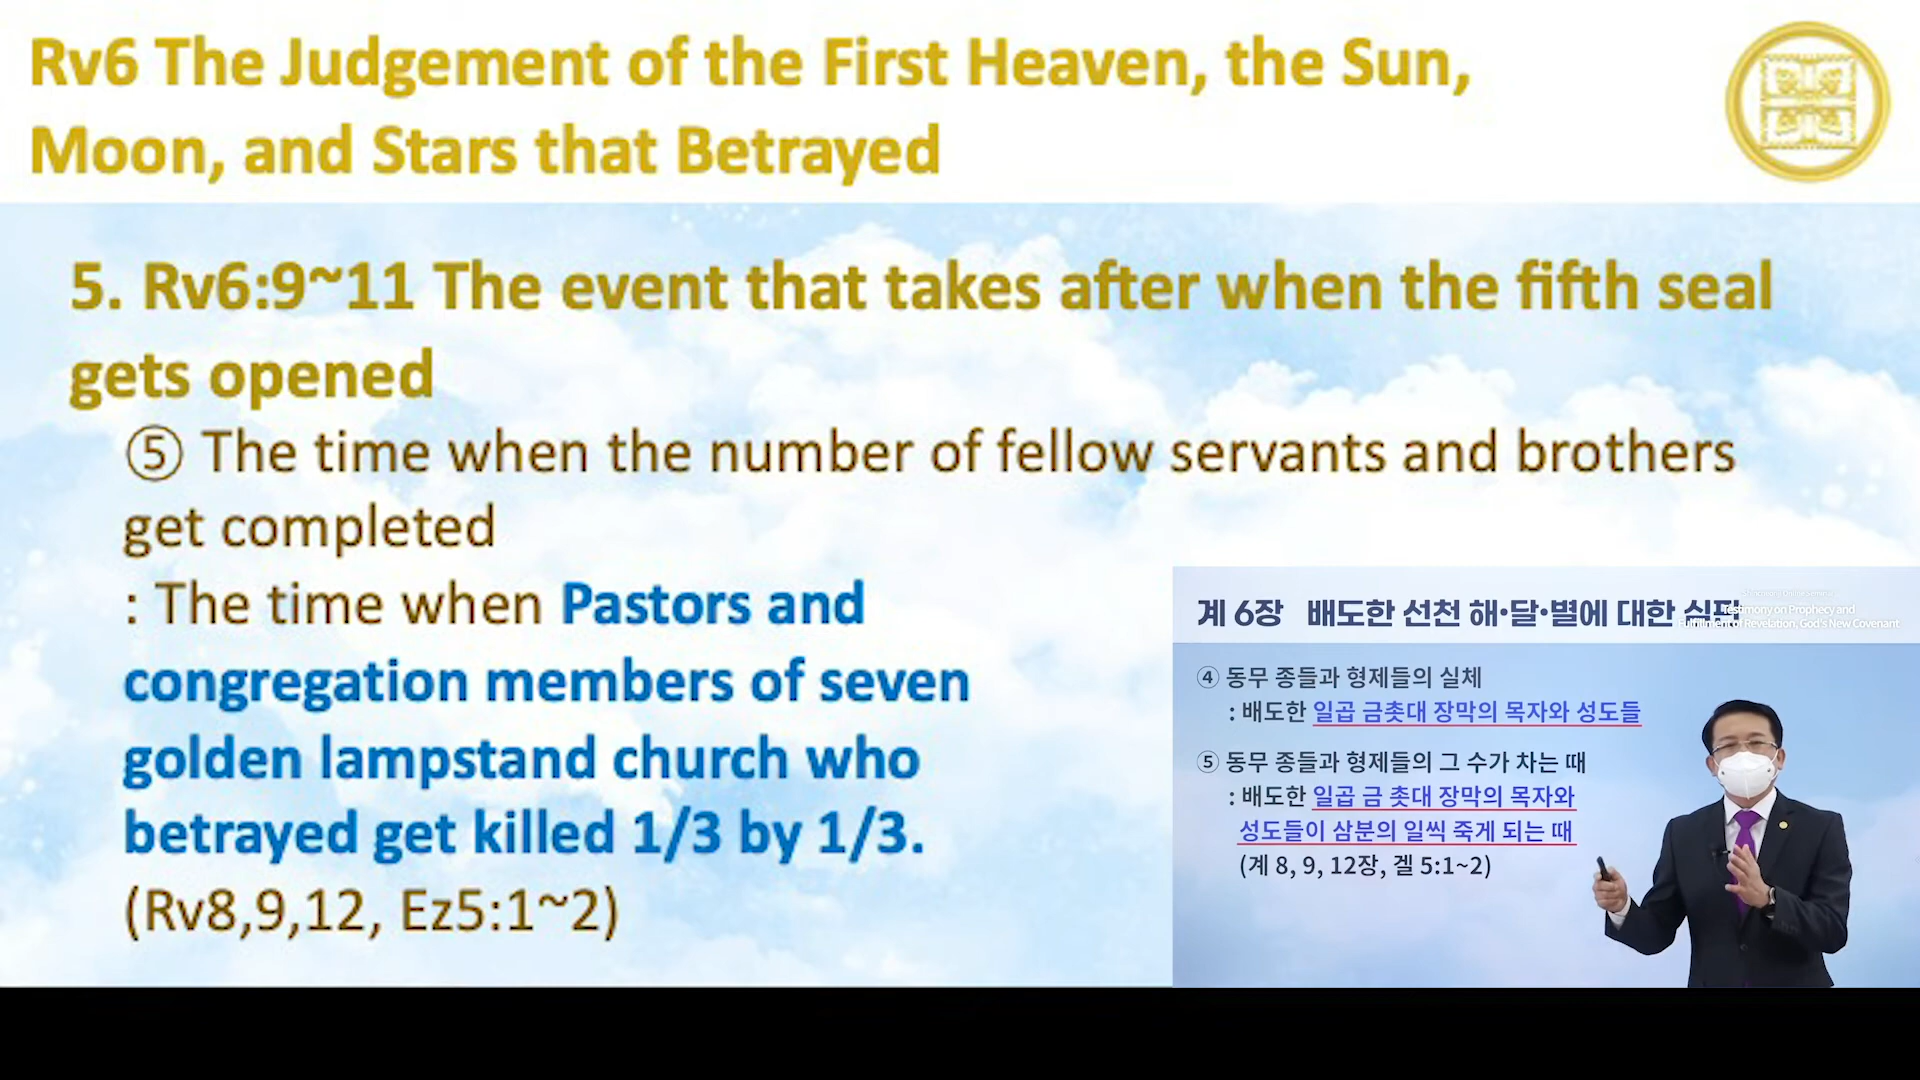 Rv6 The Judgement of the First Heaven, the Sun,
Moon, and Stars that Betrayed
5. Rv6:9~11 The event that takes after when the fifth seal
gets opened
⑤ The time when the number of fellow servants and brothers
get completed
: The time when Pastors and
congregation members of seven
golden lampstand church who
betrayed get killed 1/3 by 1/3.
(Rv8,9,12, Ez5:1~2)
계 6장 배도한 선천 해·달·별에 대한 심판
Testimony on Prophecy and
Fulfillment of Revelation, God's New Covenant
④ 동무 종들과 형제들의 실체
: 배도한 일곱 금촛대 장막의 목자와 성도들
⑤ 동무 종들과 형제들의 그 수가 차는 때
: 배도한 일곱 금 촛대 장막의 목자와
성도들이 삼분의 일씩 죽게 되는 때
(계 8, 9, 12장, 겔 5:1~2)